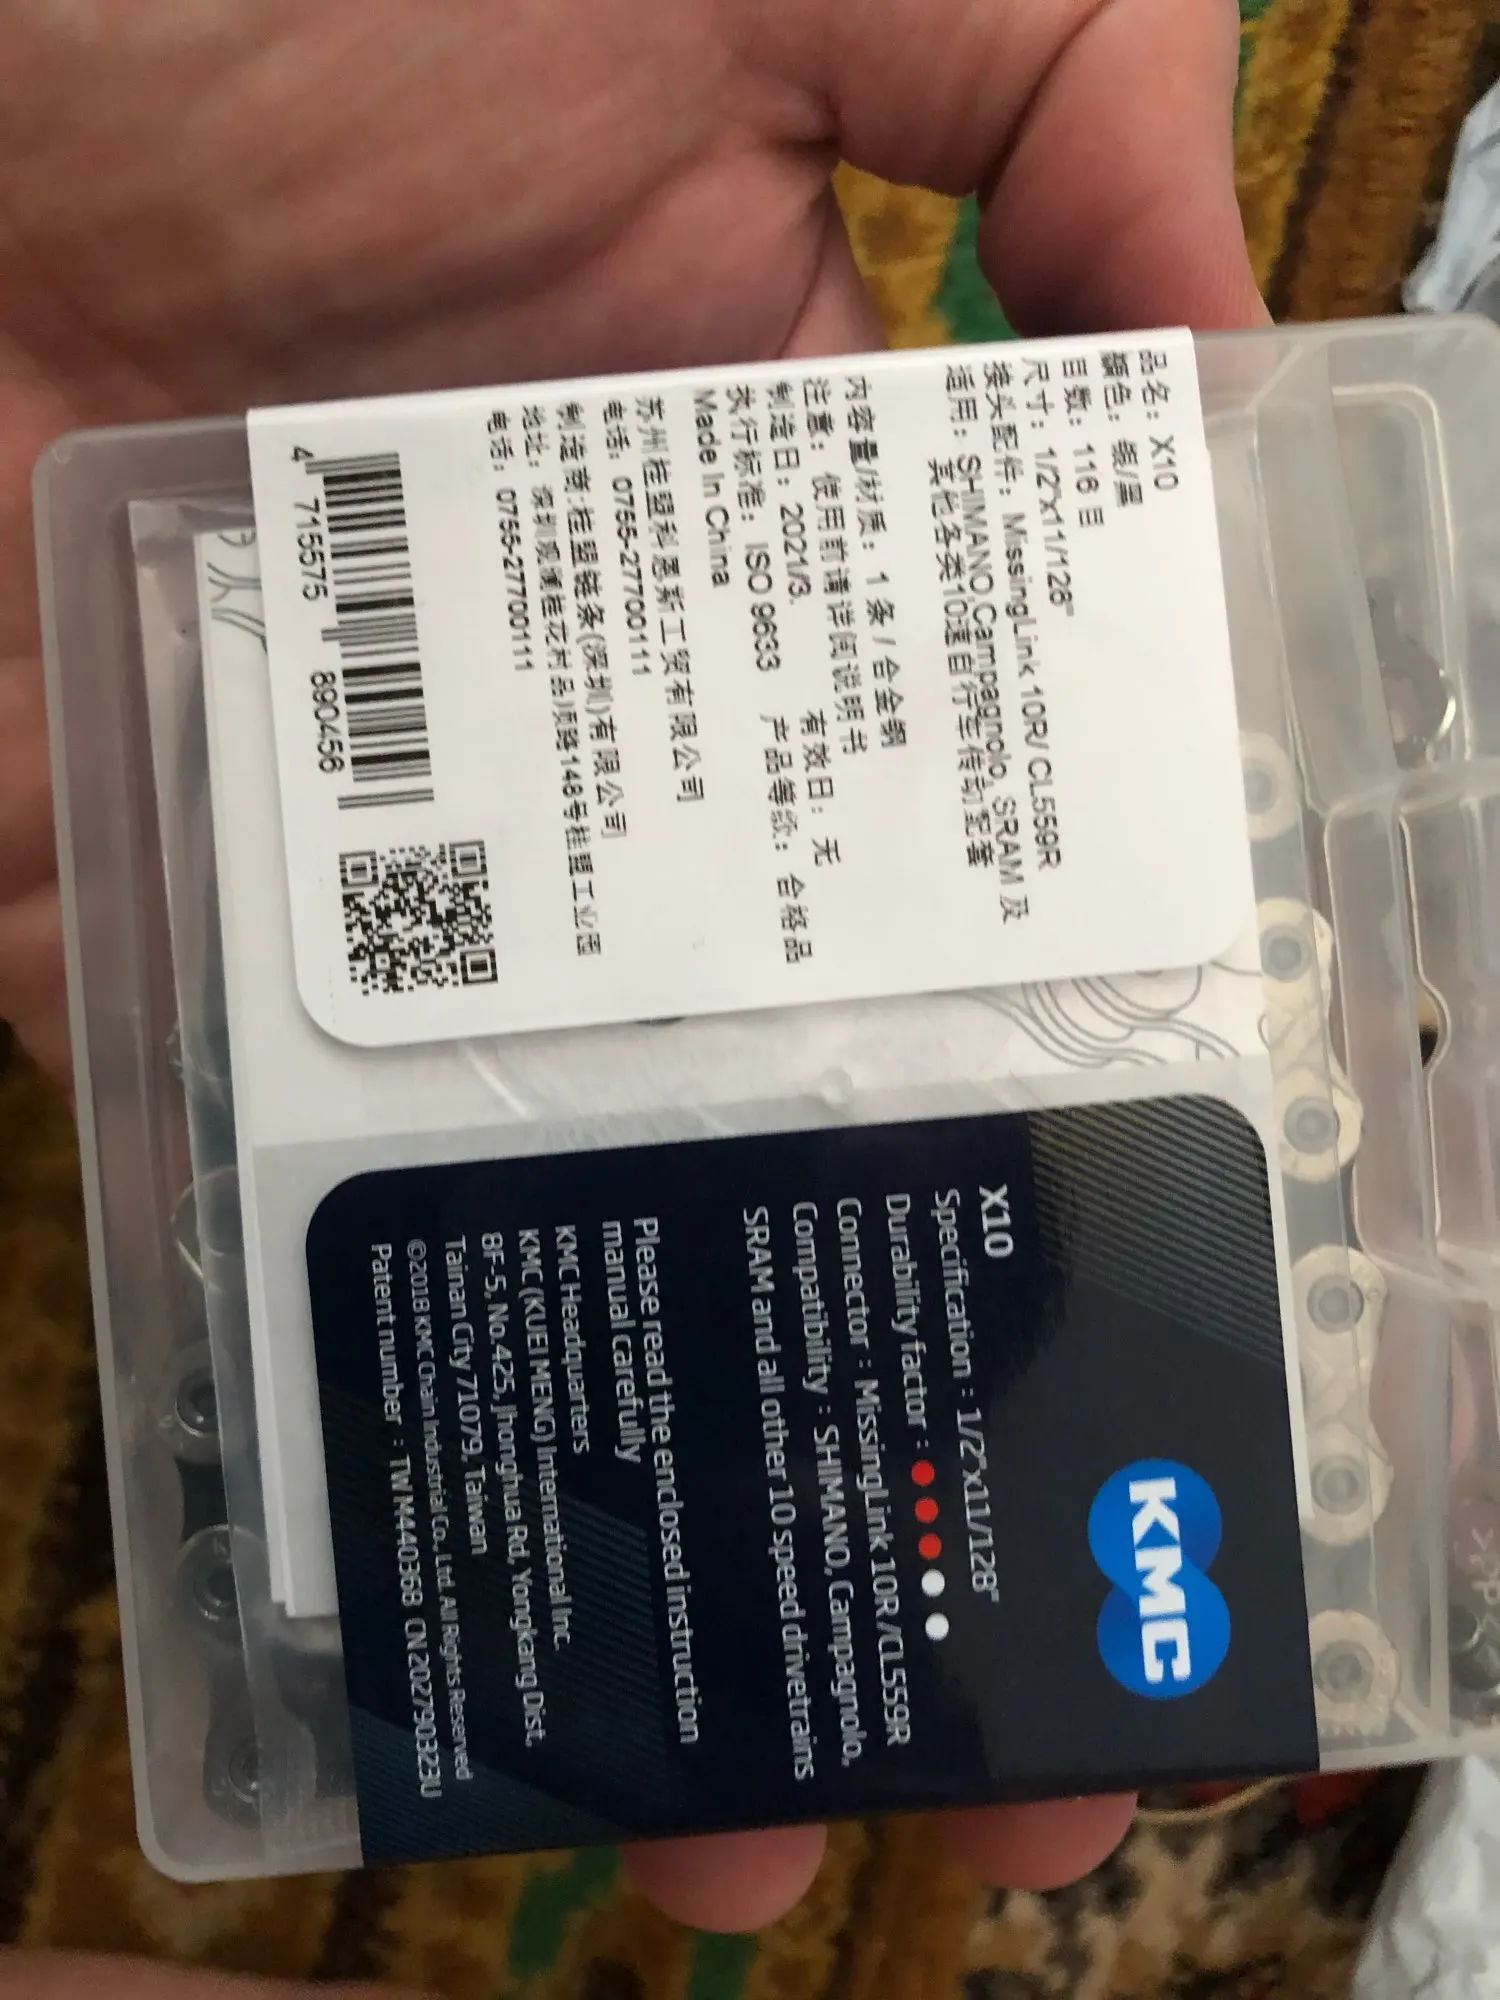 品名：X10
颜色：银/黑
目数：116 目
尺寸：1/2"x11/128"
接头配件：MissingLink 10R/ CL559R
适用：SHIMANO,Campagnolo, SRAM 及
其他各类10速自行车传动配套
内容量/材质：1 条 / 合金钢
注意：使用前请详阅说明书
制造日：2021/3. 有效日：无
执行标准：ISO 9633 产品等级：合格品
Made In China
苏州桂盟科恩斯工贸有限公司
电话：0755-27700111
制造商:桂盟链条(深圳)有限公司
地址：深圳观澜桂花村品顺路148号桂盟工业园
电话：0755-27700111
4 715575 890456
KMC
X10
Specification : 1/2"x11/128"
Durability factor :
Connector : MissingLink 10R/CL559R
Compatibility : SHIMANO, Campagnolo,
SRAM and all other 10 speed drivetrains
Please read the enclosed instruction
manual carefully
KMC Headquarters
KMC (KUEI MENG) International Inc.
8F-5, No.425, Jhonghua Rd, Yongkang Dist,
Tainan City 71079, Taiwan
©2018 KMC Chain Industrial Co., Ltd. All Rights Reserved
Patent number : TW M440368 CN 202790323U
>PP<